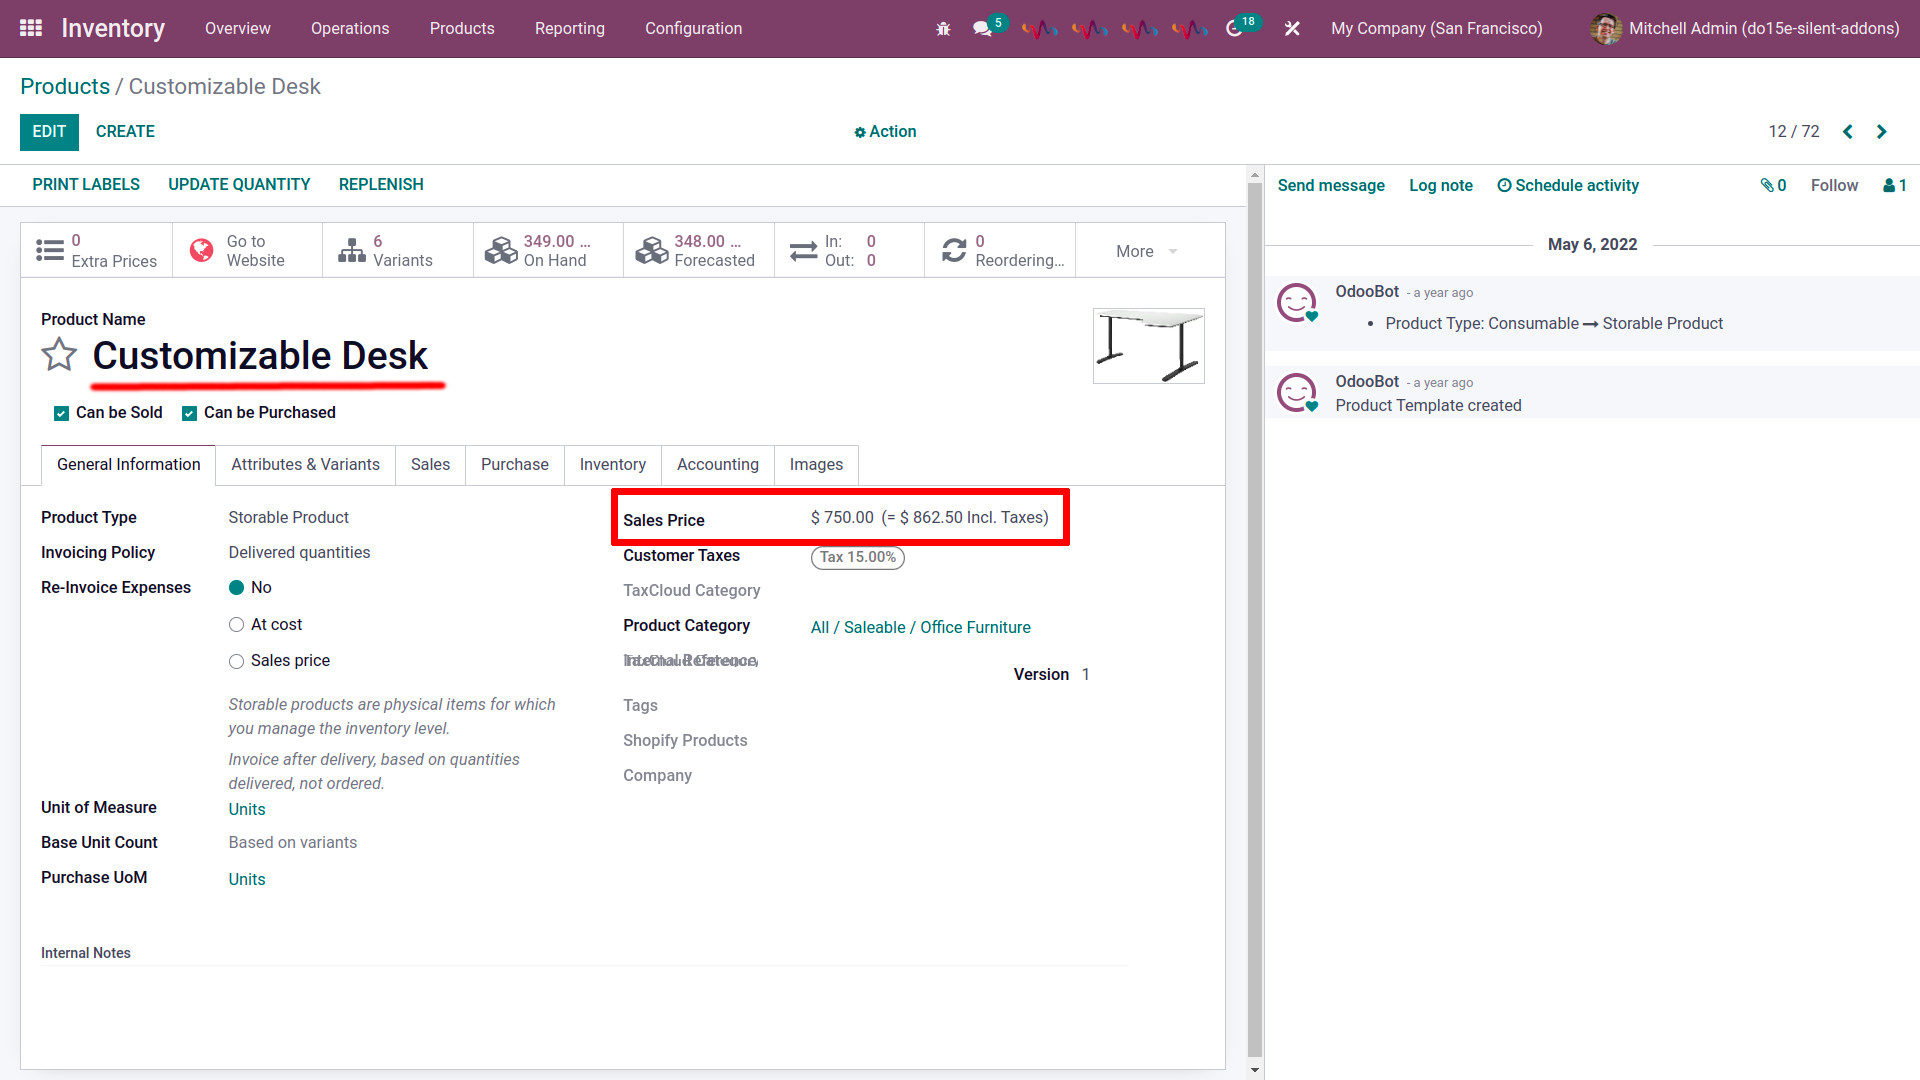 Inventory Overview Operations Products Reporting Configuration 5 18 My Company (San Francisco) Mitchell Admin (do15e-silent-addons)
Products / Customizable Desk
EDIT CREATE Action 12 / 72
PRINT LABELS UPDATE QUANTITY REPLENISH
0 Extra Prices
Go to Website
6 Variants
349.00 ... On Hand
348.00 ... Forecasted
In: 0
Out: 0
0 Reordering...
More
Product Name
Customizable Desk
Can be Sold Can be Purchased
General Information Attributes & Variants Sales Purchase Inventory Accounting Images
Product Type Storable Product
Invoicing Policy Delivered quantities
Re-Invoice Expenses No
At cost
Sales price
Storable products are physical items for which
you manage the inventory level.
Invoice after delivery, based on quantities
delivered, not ordered.
Unit of Measure Units
Base Unit Count Based on variants
Purchase UoM Units
Sales Price $ 750.00 (= $ 862.50 Incl. Taxes)
Customer Taxes Tax 15.00%
TaxCloud Category
Product Category All / Saleable / Office Furniture
Version 1
Tags
Shopify Products
Company
Internal Notes
Send message Log note Schedule activity 0 Follow 1
May 6, 2022
OdooBot - a year ago
• Product Type: Consumable → Storable Product
OdooBot - a year ago
Product Template created